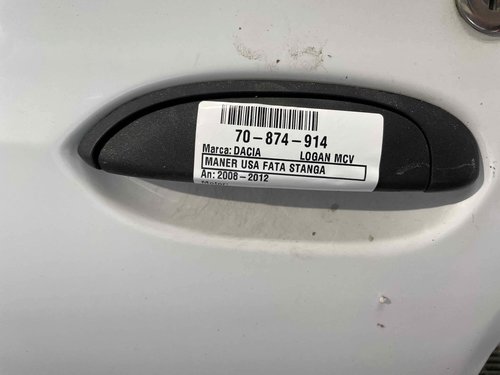 70-874-914
Marca: DACIA LOGAN MCV
MANER USA FATA STANGA
An: 2008-2012